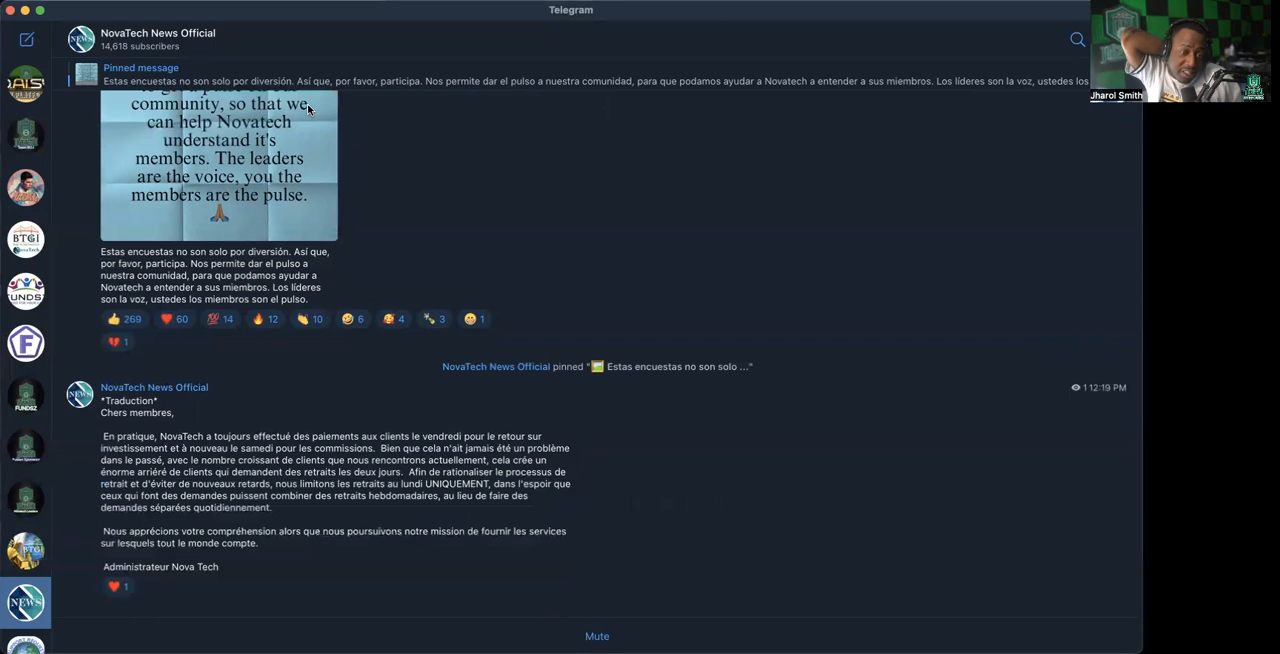 Telegram
NovaTech News Official
14,618 subscribers
Pinned message
Estas encuestas no son solo por diversión. Así que, por favor, participa. Nos permite dar el pulso a nuestra comunidad, para que podamos ayudar a Novatech a entender a sus miembros. Los líderes son la voz, ustedes los
Jharol Smith
community, so that we
can help Novatech
understand it's
members. The leaders
are the voice, you the
members are the pulse.
Estas encuestas no son solo por diversión. Así que,
por favor, participa. Nos permite dar el pulso a
nuestra comunidad, para que podamos ayudar a
Novatech a entender a sus miembros. Los líderes
son la voz, ustedes los miembros son el pulso.
269 60 14 12 10 6 4 3 1
1
NovaTech News Official pinned "Estas encuestas no son solo ..."
NovaTech News Official
1 12:19 PM
*Traduction*
Chers membres,
En pratique, NovaTech a toujours effectué des paiements aux clients le vendredi pour le retour sur
investissement et à nouveau le samedi pour les commissions. Bien que cela n'ait jamais été un problème
dans le passé, avec le nombre croissant de clients que nous rencontrons actuellement, cela crée un
énorme arriéré de clients qui demandent des retraits les deux jours. Afin de rationaliser le processus de
retrait et d'éviter de nouveaux retards, nous limitons les retraits au lundi UNIQUEMENT, dans l'espoir que
ceux qui font des demandes puissent combiner des retraits hebdomadaires, au lieu de faire des
demandes séparées quotidiennement.
Nous apprécions votre compréhension alors que nous poursuivons notre mission de fournir les services
sur lesquels tout le monde compte.
Administrateur Nova Tech
1
Mute
BTGI
FUNDSZ
BTGI
NEWS